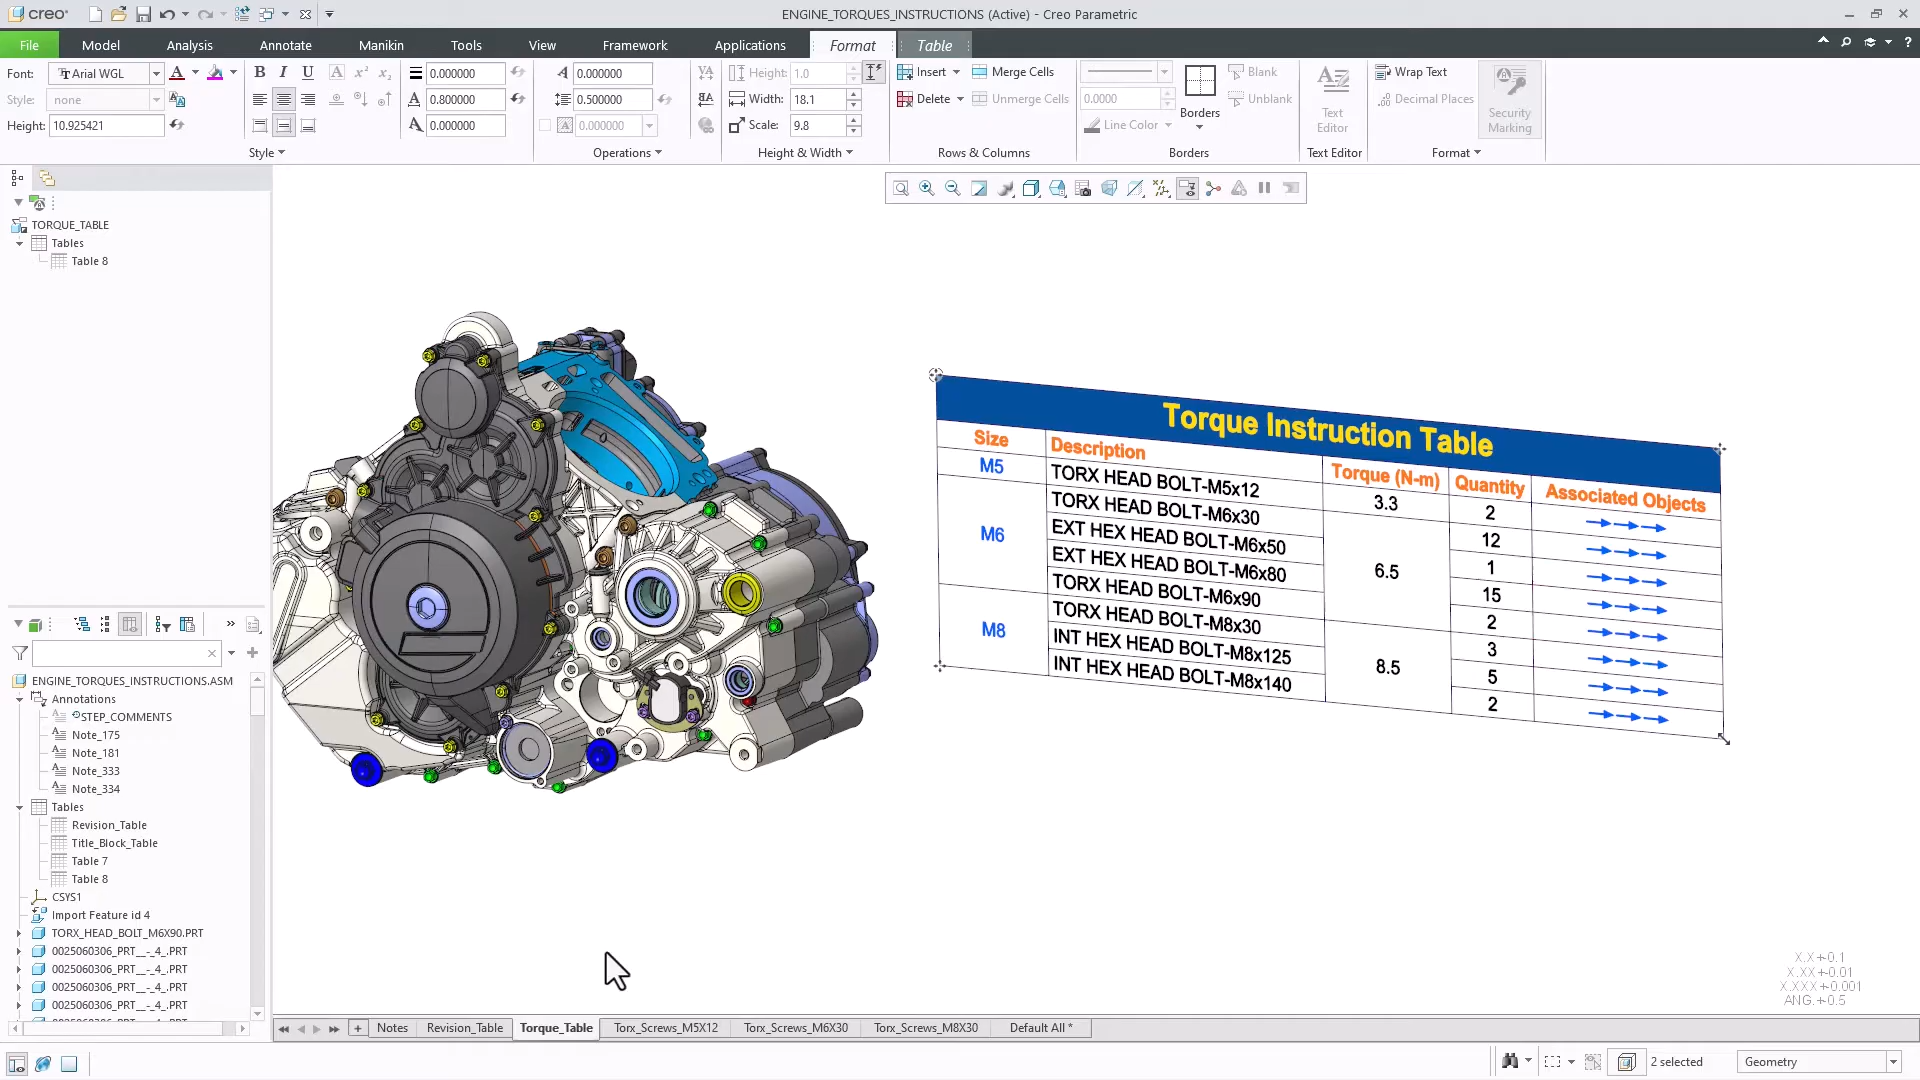 creo
ENGINE_TORQUES_INSTRUCTIONS (Active) - Creo Parametric
File Model Analysis Annotate Manikin Tools View Framework Applications Format Table
Font: Arial WGL
Style: none
Height: 10.925421
B I U A
Style
0.000000
0.800000
0.000000
0.000000
0.500000
0.000000
Operations
Height: 1.0
Width: 18.1
Scale: 9.8
Height & Width
Insert Merge Cells
Delete Unmerge Cells
Rows & Columns
0.0000
Line Color
Borders
Blank
Unblank
Borders
Text Editor
Text Editor
Wrap Text
Decimal Places
Security Marking
Format
TORQUE_TABLE
Tables
Table 8
ENGINE_TORQUES_INSTRUCTIONS.ASM
Annotations
STEP_COMMENTS
Note_175
Note_181
Note_333
Note_334
Tables
Revision_Table
Title_Block_Table
Table 7
Table 8
CSYS1
Import Feature id 4
TORX_HEAD_BOLT_M6X90.PRT
0025060306_PRT__-_4_.PRT
0025060306_PRT__-_4_.PRT
0025060306_PRT__-_4_.PRT
0025060306_PRT__-_4_.PRT
Torque Instruction Table
Size Description Torque (N-m) Quantity Associated Objects
M5 TORX HEAD BOLT-M5x12 3.3 2
M6 TORX HEAD BOLT-M6x30 6.5 12
EXT HEX HEAD BOLT-M6x50 1
EXT HEX HEAD BOLT-M6x80 15
TORX HEAD BOLT-M6x90 2
M8 TORX HEAD BOLT-M8x30 8.5 3
INT HEX HEAD BOLT-M8x125 5
INT HEX HEAD BOLT-M8x140 2
X.X+-0.1
X.XX+-0.01
X.XXX+-0.001
ANG.+-0.5
Notes Revision_Table Torque_Table Torx_Screws_M5X12 Torx_Screws_M6X30 Torx_Screws_M8X30 Default All *
2 selected Geometry